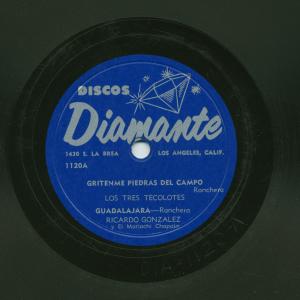 DISCOS
Diamante
1430 S. LA BREA LOS ANGELES, CALIF.
1120A
GRITENME PIEDRAS DEL CAMPO
Ranchera
LOS TRES TECOLOTES
GUADALAJARA—Ranchera
RICARDO GONZALEZ
y El Mariachi Chapala